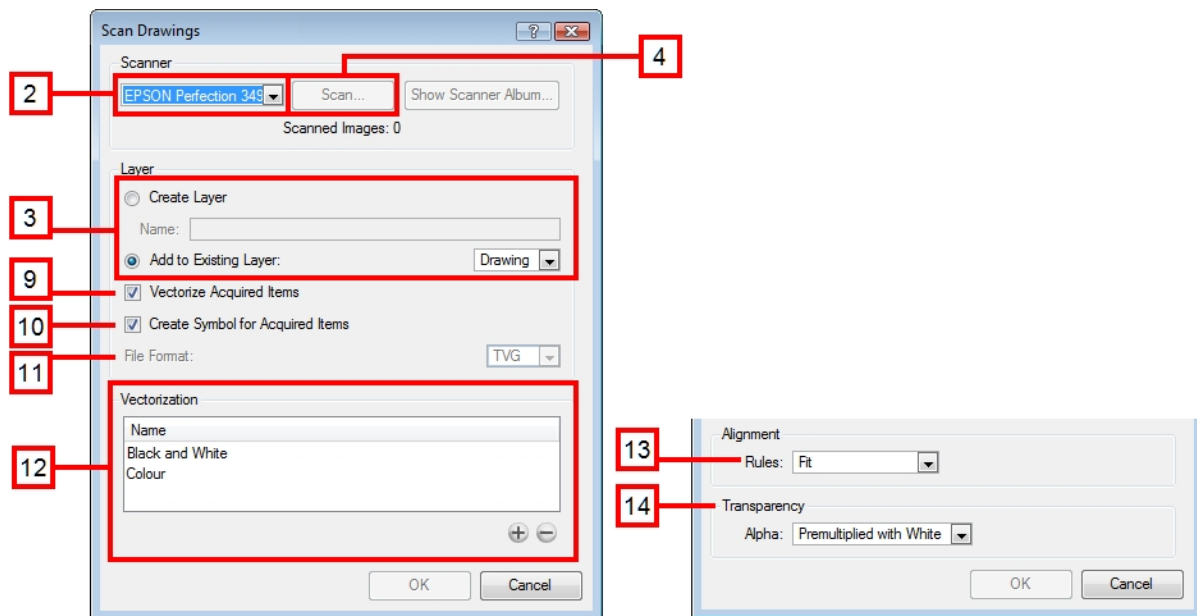 Scan Drawings
Scanner
4
2
EPSON Perfection 349
Scan...
Show Scanner Album...
Scanned Images: 0
Layer
Create Layer
3
Name:
Add to Existing Layer:
Drawing
9
Vectorize Acquired Items
10
Create Symbol for Acquired Items
11
File Format:
TVG
Vectorization
Name
Black and White
12
Colour
OK
Cancel
Alignment
13
Rules: Fit
14
Transparency
Alpha: Premultiplied with White
OK
Cancel